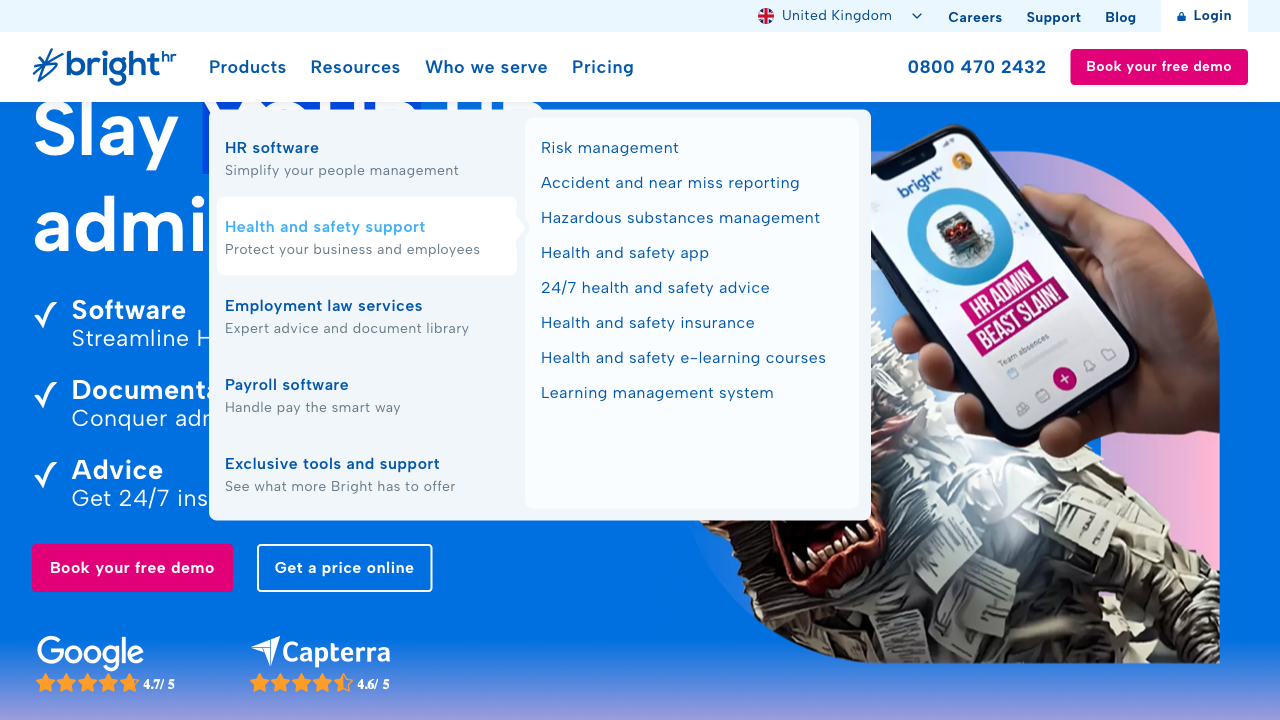 United Kingdom
Careers
Support
Blog
Login
bright hr
Products
Resources
Who we serve
Pricing
0800 470 2432
Book your free demo
Slay
admi
HR software
Simplify your people management
Health and safety support
Protect your business and employees
Employment law services
Expert advice and document library
Payroll software
Handle pay the smart way
Exclusive tools and support
See what more Bright has to offer
Risk management
Accident and near miss reporting
Hazardous substances management
Health and safety app
24/7 health and safety advice
Health and safety insurance
Health and safety e-learning courses
Learning management system
Software
Streamline H
Documenta
Conquer adr
Advice
Get 24/7 ins
bright hr
HR ADMIN
BEAST SLAIN!
Team absences
Book your free demo
Get a price online
Google
4.7/ 5
Capterra
4.6/ 5